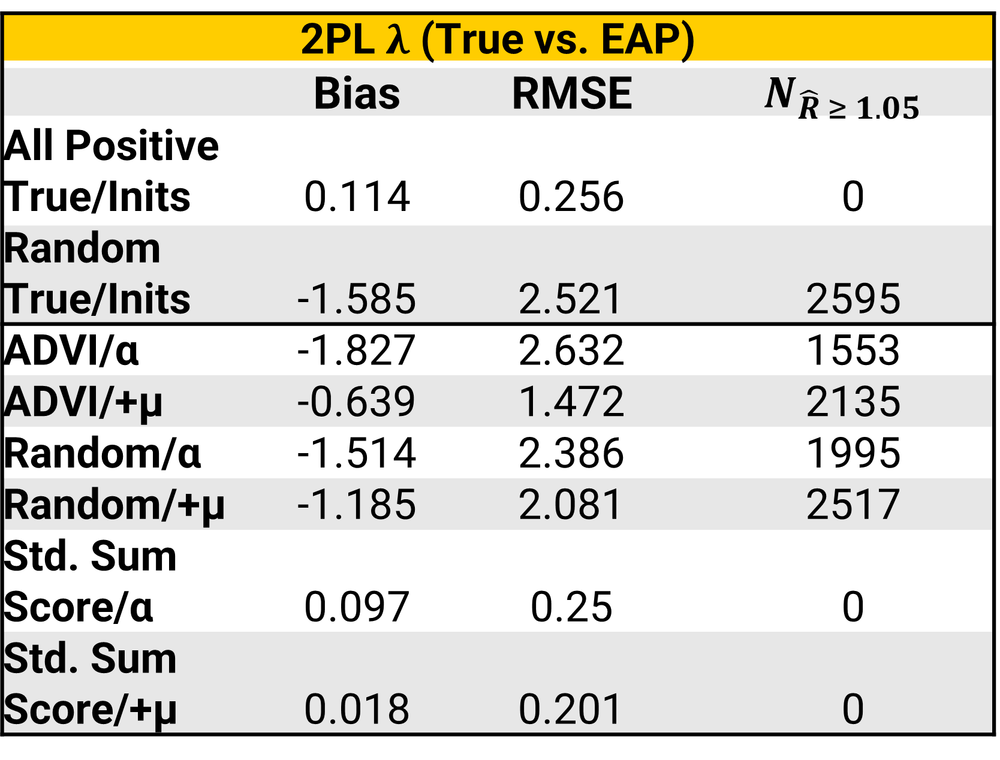 2PL λ (True vs. EAP)
Bias RMSE N R̂ ≥ 1.05
All Positive
True/Inits 0.114 0.256 0
Random
True/Inits -1.585 2.521 2595
ADVI/α -1.827 2.632 1553
ADVI/+μ -0.639 1.472 2135
Random/α -1.514 2.386 1995
Random/+μ -1.185 2.081 2517
Std. Sum
Score/α 0.097 0.25 0
Std. Sum
Score/+μ 0.018 0.201 0